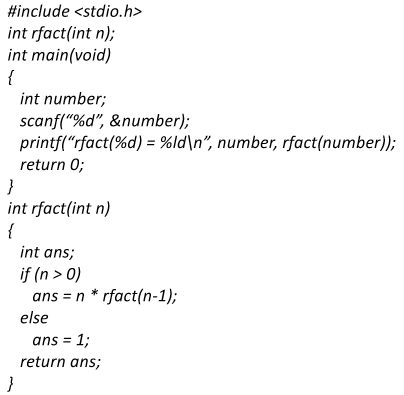 #include <stdio.h>
int rfact(int n);
int main(void)
{
int number;
scanf(“%d”, &number);
printf(“rfact(%d) = %ld\n”, number, rfact(number));
return 0;
}
int rfact(int n)
{
int ans;
if (n > 0)
ans = n * rfact(n-1);
else
ans = 1;
return ans;
}